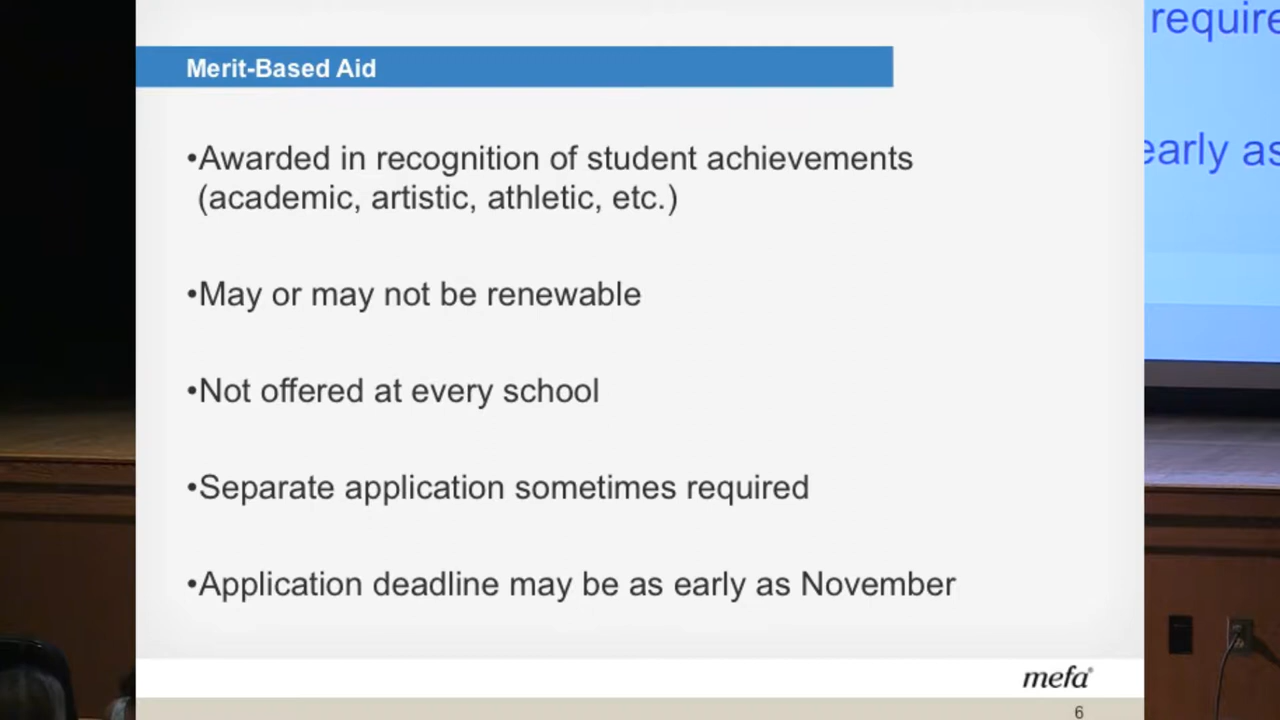 Merit-Based Aid
•Awarded in recognition of student achievements
(academic, artistic, athletic, etc.)
•May or may not be renewable
•Not offered at every school
•Separate application sometimes required
•Application deadline may be as early as November
mefa®
6
early as